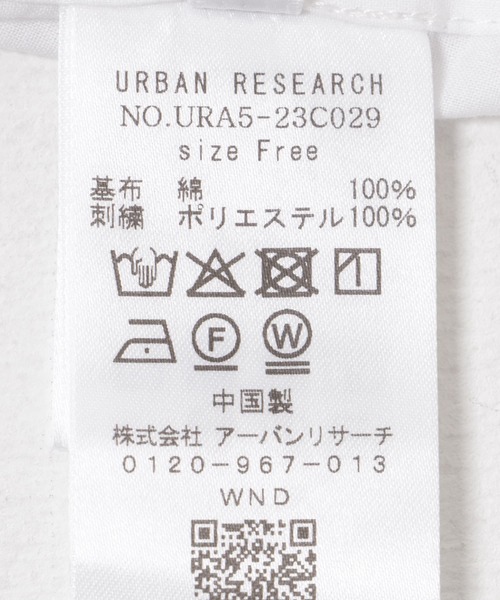 URBAN RESEARCH
NO.URA5-23C029
size Free
基布 綿 100%
刺繍 ポリエステル100%
F W
中国製
株式会社 アーバンリサーチ
0120-967-013
WND